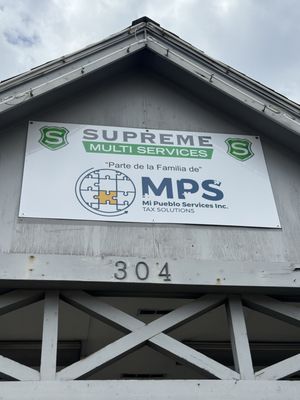 S SUPREME S
MULTI SERVICES
"Parte de la Familia de"
MPS
Mi Pueblo Services Inc.
TAX SOLUTIONS
304